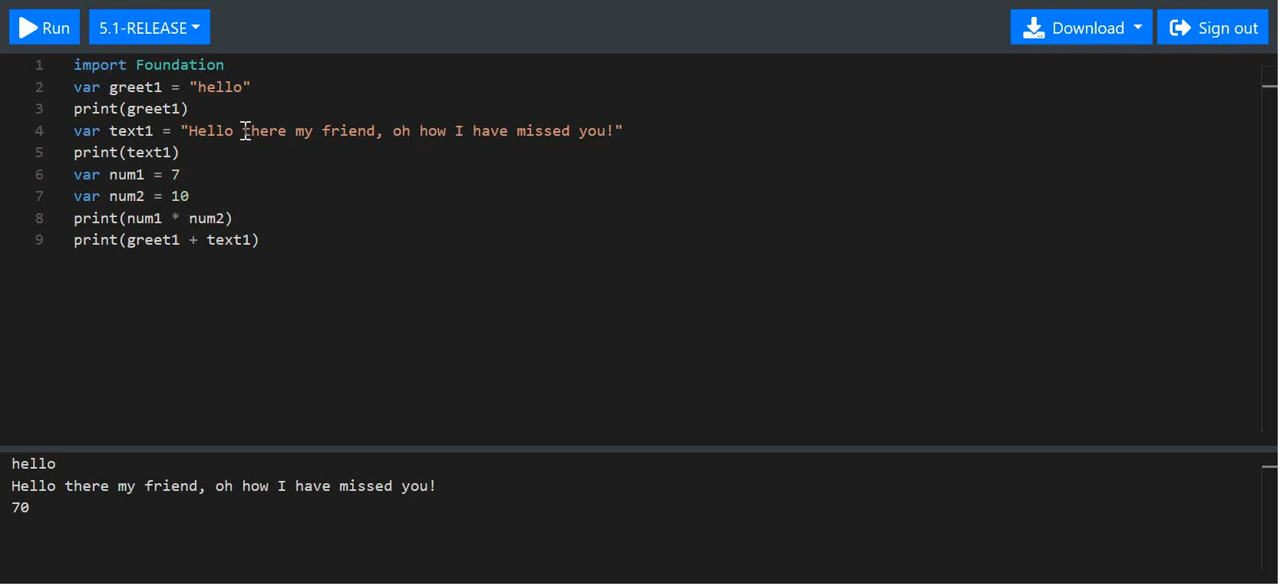 Run 5.1-RELEASE Download Sign out
1 import Foundation
2 var greet1 = "hello"
3 print(greet1)
4 var text1 = "Hello there my friend, oh how I have missed you!"
5 print(text1)
6 var num1 = 7
7 var num2 = 10
8 print(num1 * num2)
9 print(greet1 + text1)
hello
Hello there my friend, oh how I have missed you!
70